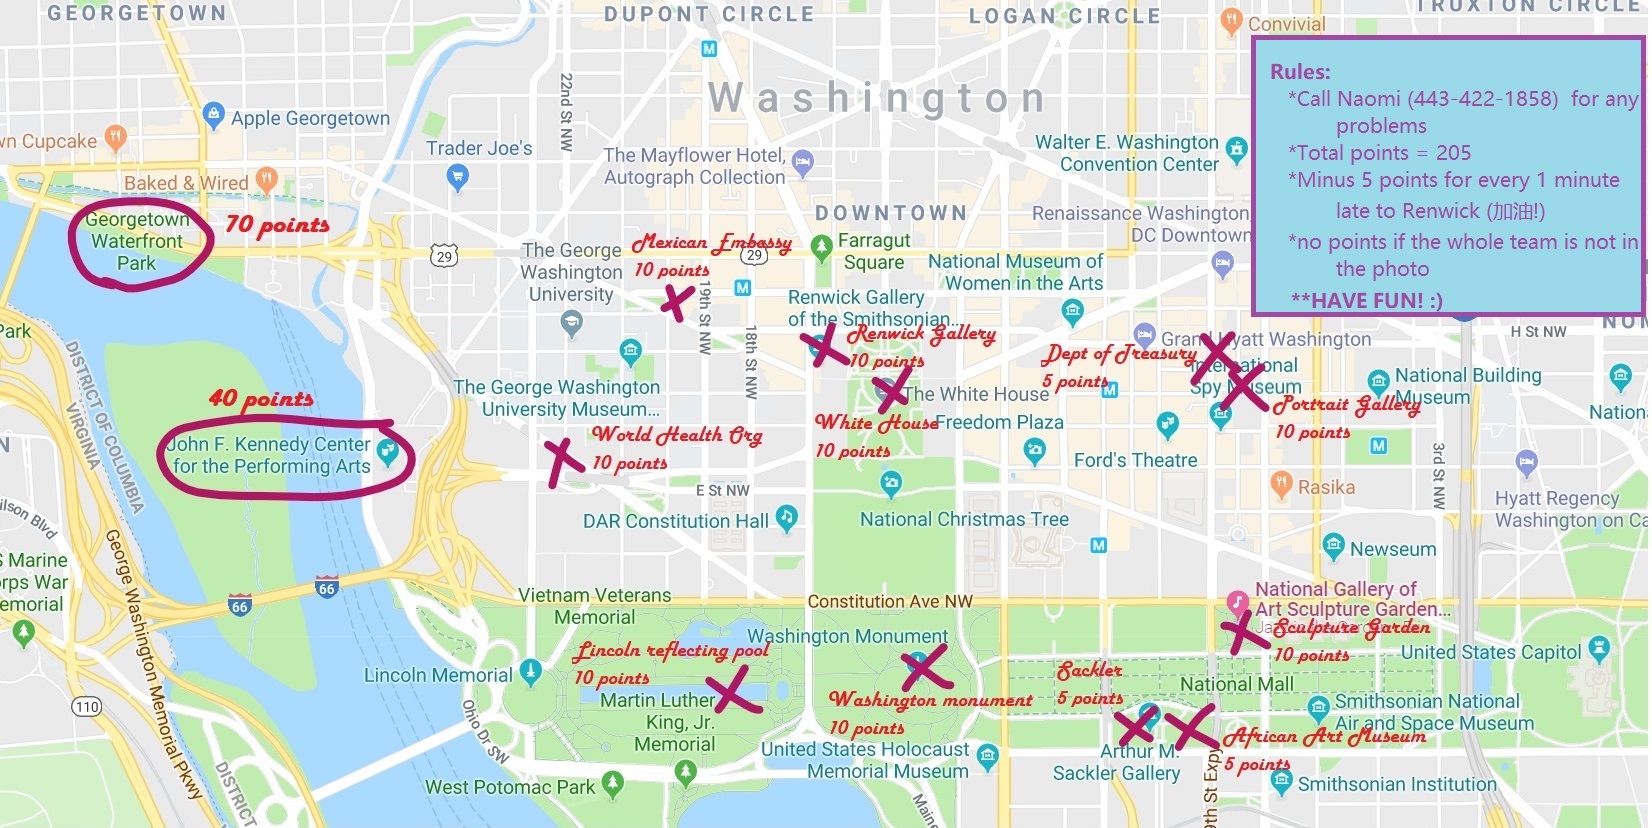 GEORGETOWN
DUPONT CIRCLE
LOGAN CIRCLE
TRUXTON CIRCLE
Convivial
Rules:
*Call Naomi (443-422-1858) for any
problems
*Total points = 205
*Minus 5 points for every 1 minute
late to Renwick (加油!)
*no points if the whole team is not in
the photo
**HAVE FUN! :)
M
Washington
22nd St NW
Apple Georgetown
wn Cupcake
Trader Joe's
Baked & Wired
The Mayflower Hotel,
Autograph Collection
Walter E. Washington
Convention Center
Georgetown
Waterfront
Park
70 points
DOWNTOWN
Renaissance Washington,
DC Downtown
29
The George
Washington
University
Mexican Embassy
10 points
29
Farragut
Square
National Museum of
Women in the Arts
M
19th St NW
18th St NW
Renwick Gallery
of the Smithsonian...
Renwick Gallery
10 points
Grand Hyatt Washington
H St NW
Park
DISTRICT OF COLUMBIA
VIRGINIA
Dept of Treasury
5 points
M
International
Spy Museum
National Building
Museum
Portrait Gallery
10 points
Nation
The George Washington
University Museum...
The White House
White House
10 points
Freedom Plaza
Ford's Theatre
M
3rd St NW
40 points
John F. Kennedy Center
for the Performing Arts
World Health Org
10 points
E St NW
DAR Constitution Hall
National Christmas Tree
Rasika
Hyatt Regency
Washington on Ca
M
Newseum
ilson Blvd
S Marine
orps War
emorial
George Washington Memorial Pkwy
66
66
Vietnam Veterans
Memorial
Constitution Ave NW
National Gallery of
Art Sculpture Garden...
Sculpture Garden
10 points
Lincoln reflecting pool
10 points
Washington Monument
Washington monument
10 points
United States Capitol
Lincoln Memorial
Martin Luther
King, Jr.
Memorial
Sackler
5 points
National Mall
Smithsonian National
Air and Space Museum
110
Ohio Dr SW
DISTRICT
West Potomac Park
United States Holocaust
Memorial Museum
Arthur M.
Sackler Gallery
African Art Museum
5 points
9th St Expy
Smithsonian Institution
Maine